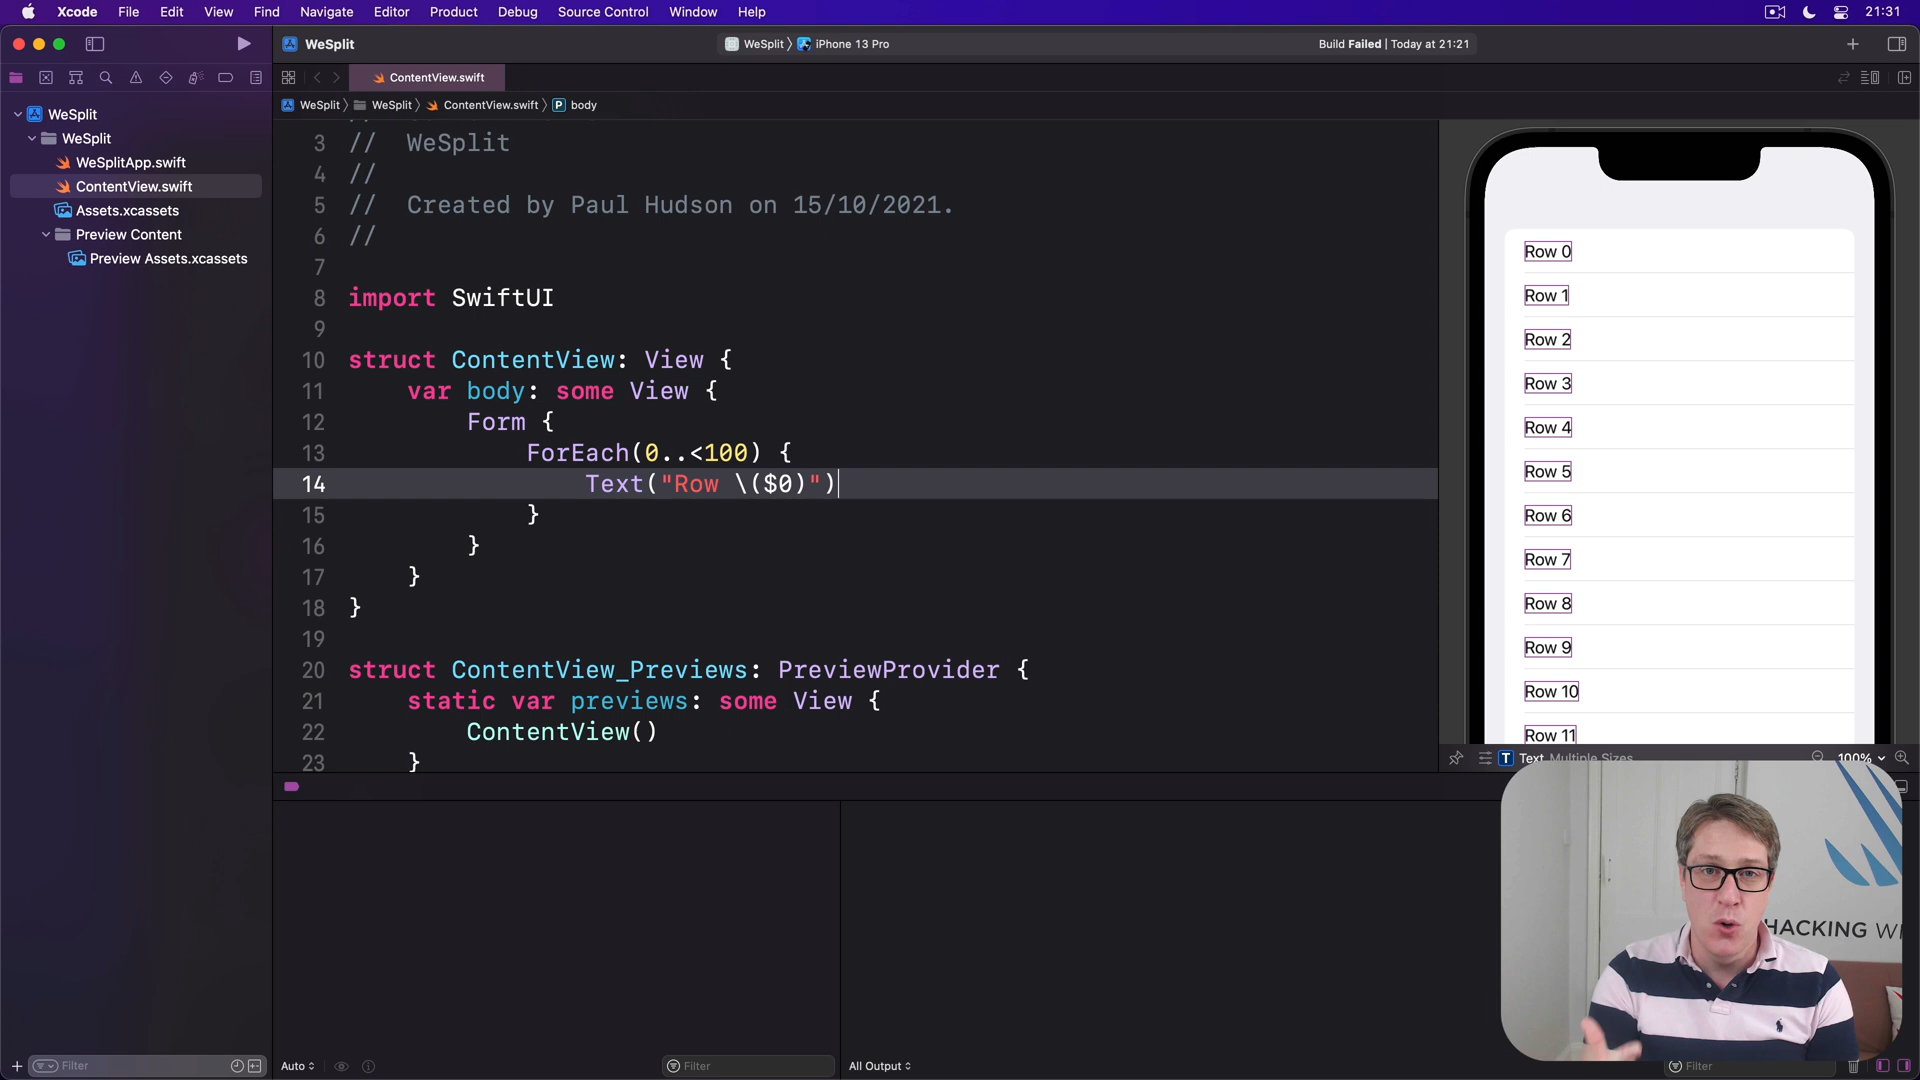 Xcode File Edit View Find Navigate Editor Product Debug Source Control Window Help 21:31
WeSplit
WeSplit 〉 iPhone 13 Pro
Build Failed | Today at 21:21
ContentView.swift
WeSplit 〉 WeSplit 〉 ContentView.swift 〉 P body
WeSplit
WeSplit
WeSplitApp.swift
ContentView.swift
Assets.xcassets
Preview Content
Preview Assets.xcassets
3 // WeSplit
4 //
5 // Created by Paul Hudson on 15/10/2021.
6 //
7
8 import SwiftUI
9
10 struct ContentView: View {
11 var body: some View {
12 Form {
13 ForEach(0..<100) {
14 Text("Row \($0)")
15 }
16 }
17 }
18 }
19
20 struct ContentView_Previews: PreviewProvider {
21 static var previews: some View {
22 ContentView()
23 }
Row 0
Row 1
Row 2
Row 3
Row 4
Row 5
Row 6
Row 7
Row 8
Row 9
Row 10
Row 11
T Text Multiple Sizes 100%
HACKING WI
Filter
Auto
Filter
All Output
Filter